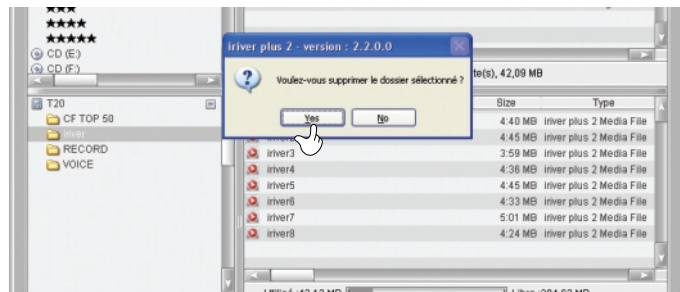 ★★★
★★★★
★★★★★
CD (E:)
CD (F:)
iriver plus 2 - version : 2.2.0.0
Voulez-vous supprimer le dossier sélectionné ?
Yes
No
te(s), 42,09 MB
T20
CF TOP 50
iriver
RECORD
VOICE
Size Type
4:40 MB iriver plus 2 Media File
4:45 MB iriver plus 2 Media File
iriver3 3:59 MB iriver plus 2 Media File
iriver4 4:36 MB iriver plus 2 Media File
iriver5 4:45 MB iriver plus 2 Media File
iriver6 4:33 MB iriver plus 2 Media File
iriver7 5:01 MB iriver plus 2 Media File
iriver8 4:24 MB iriver plus 2 Media File